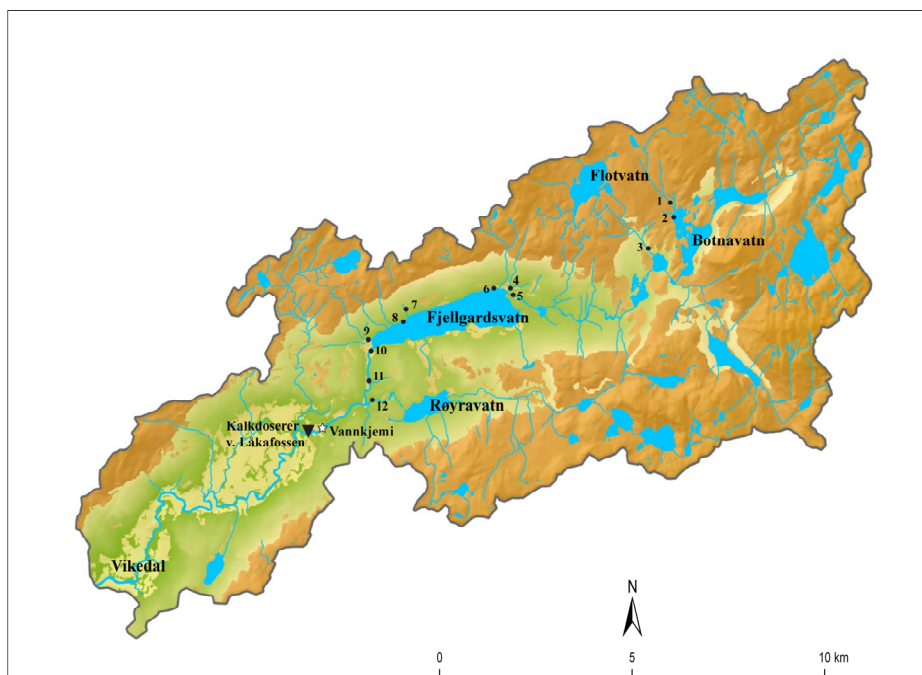 Flotvatn
1
2
Botnavatn
3
4
6
5
7
Fjellgardsvatn
8
9
10
11
12
Røyravatn
Kalkdoserer
v. Låkafossen
Vannkjemi
Vikedal
N
0
5
10 km